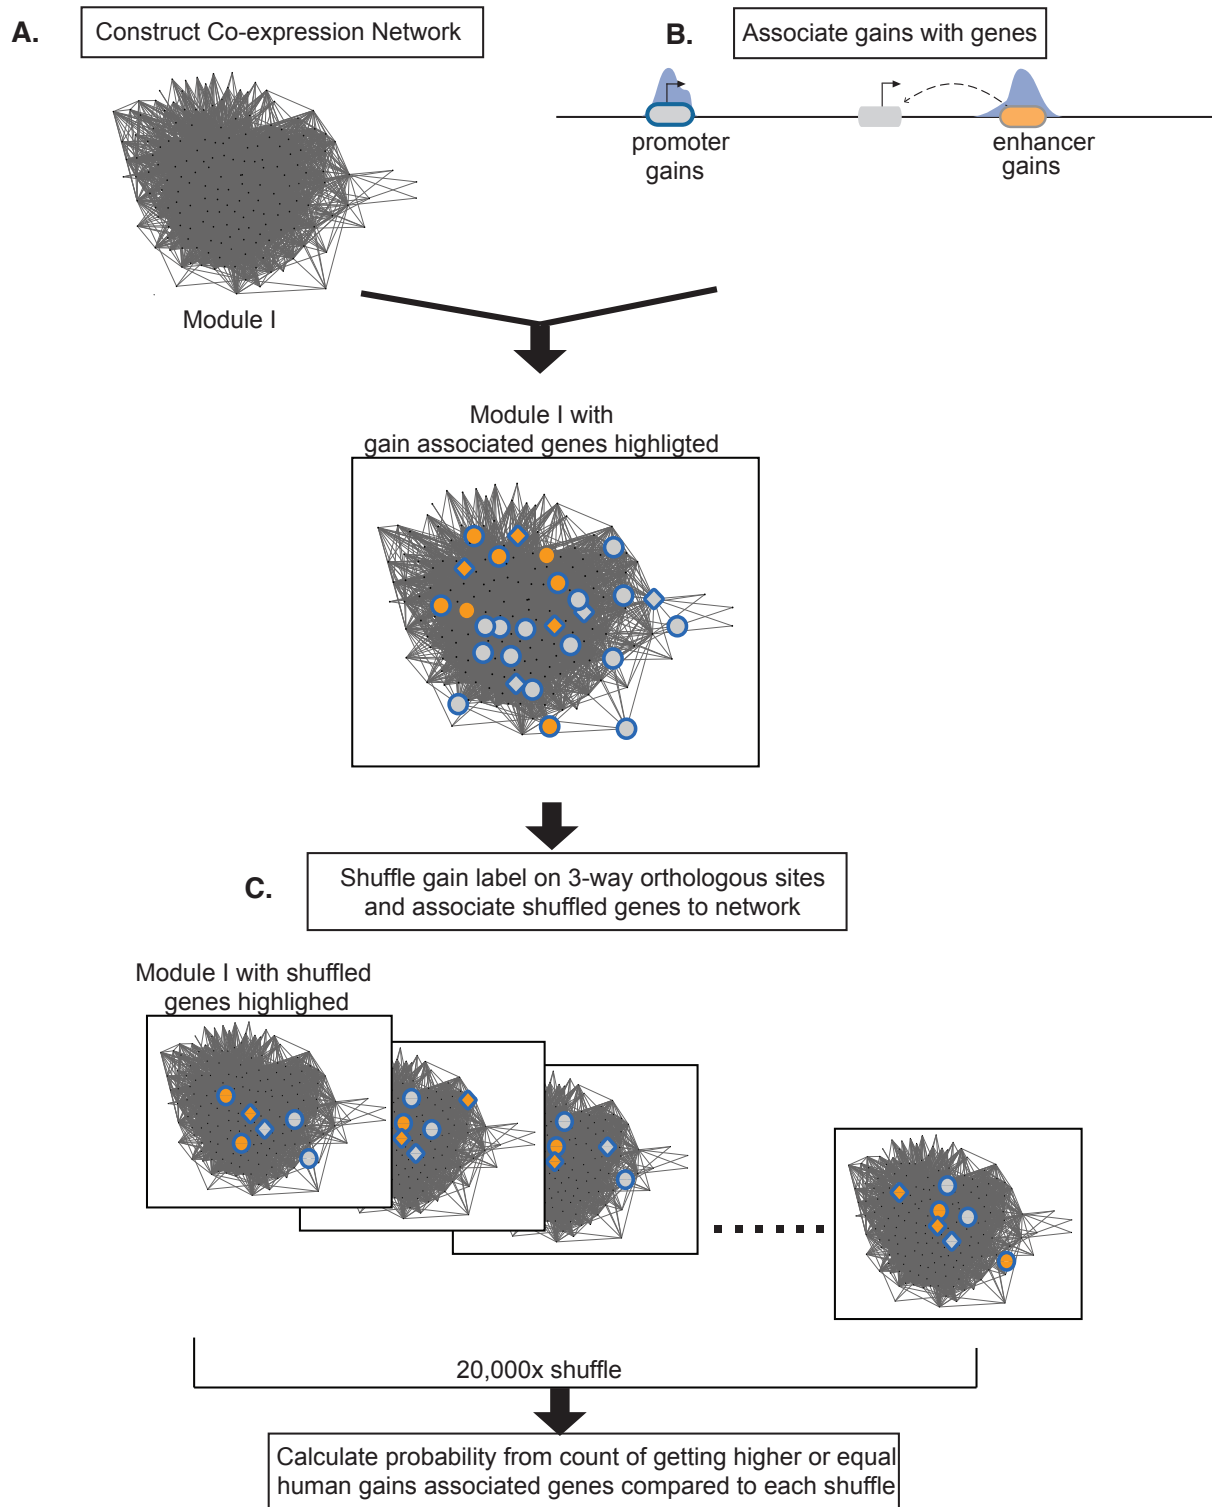 A.
Construct Co-expression Network
B.
Associate gains with genes
promoter
gains
enhancer
gains
Module I
Module I with
gain associated genes highligted
C.
Shuffle gain label on 3-way orthologous sites
and associate shuffled genes to network
Module I with shuffled
genes highlighed
20,000x shuffle
Calculate probability from count of getting higher or equal
human gains associated genes compared to each shuffle